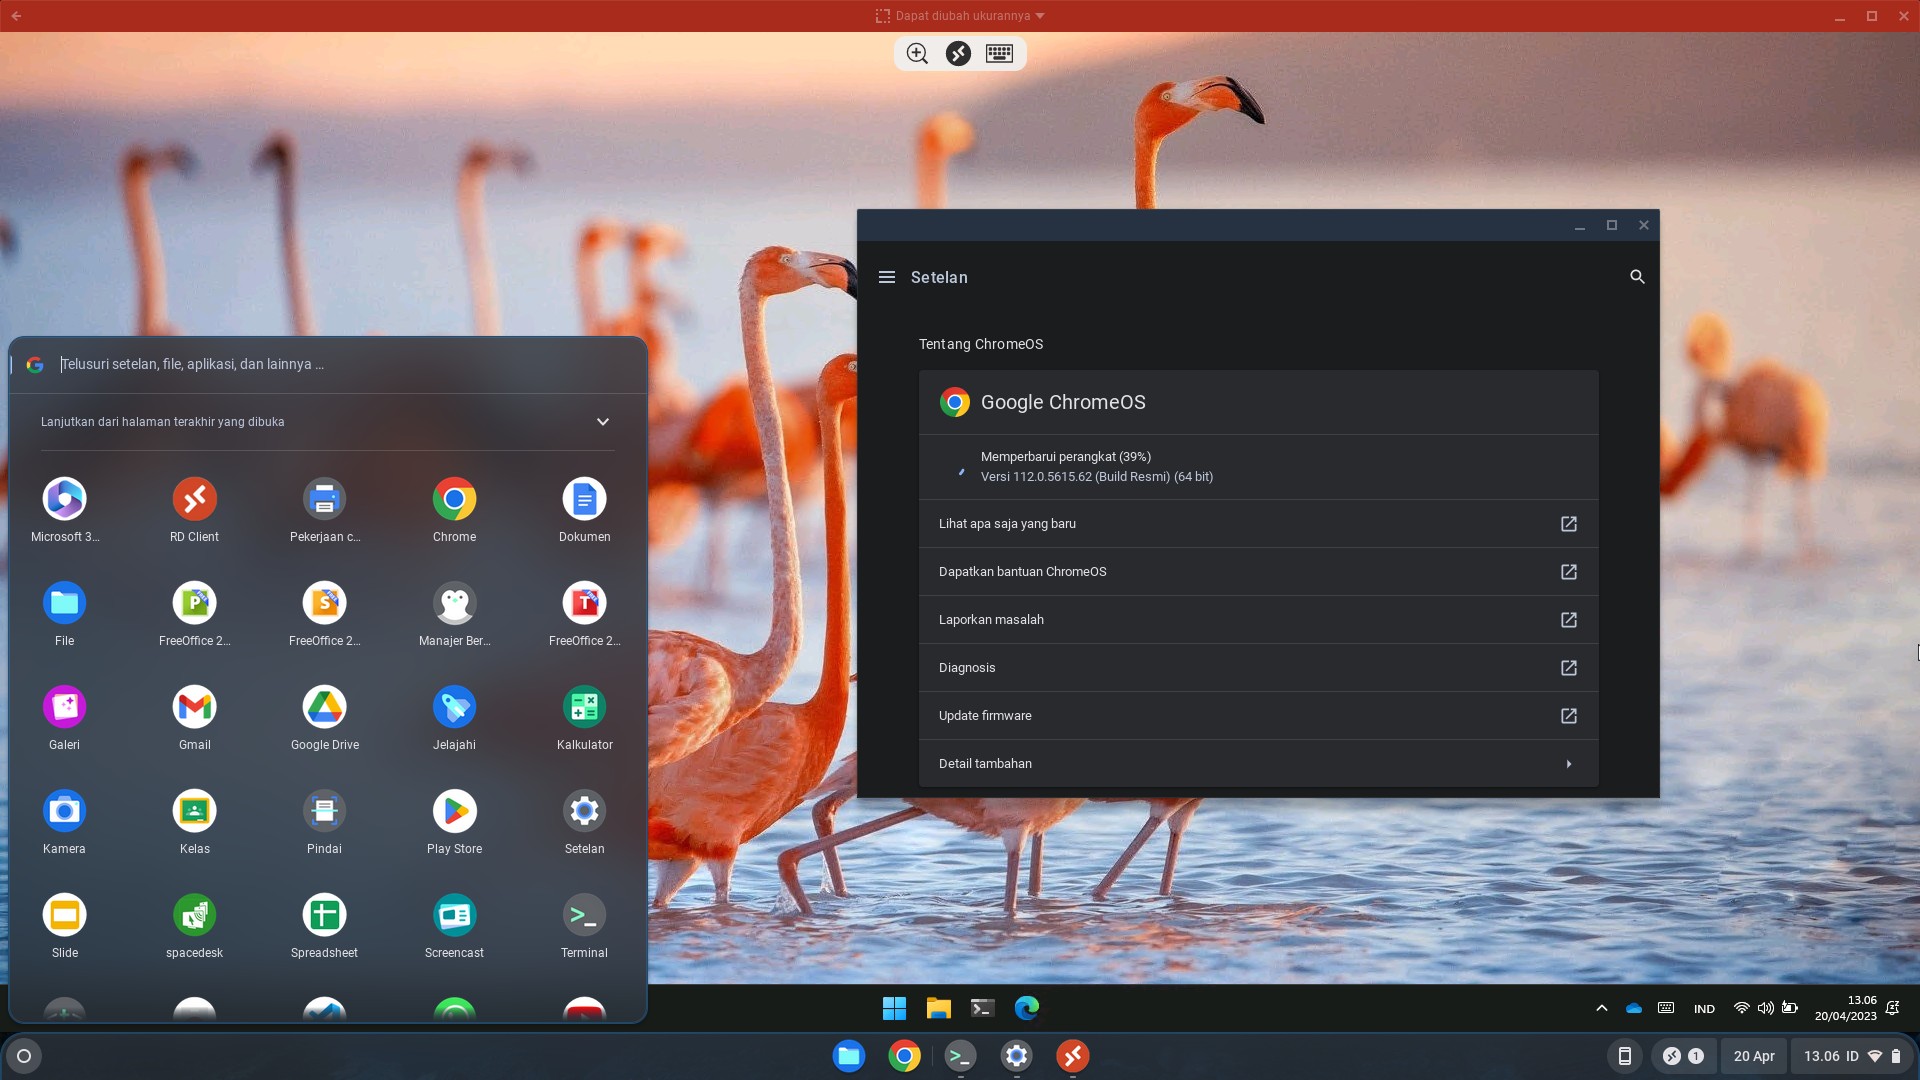 Dapat diubah ukurannya
Telusuri setelan, file, aplikasi, dan lainnya ...
Lanjutkan dari halaman terakhir yang dibuka
Microsoft 3...
RD Client
Pekerjaan c...
Chrome
Dokumen
File
FreeOffice 2...
FreeOffice 2...
Manajer Ber...
FreeOffice 2...
Galeri
Gmail
Google Drive
Jelajahi
Kalkulator
Kamera
Kelas
Pindai
Play Store
Setelan
Slide
spacedesk
Spreadsheet
Screencast
Terminal
Setelan
Tentang ChromeOS
Google ChromeOS
Memperbarui perangkat (39%)
Versi 112.0.5615.62 (Build Resmi) (64 bit)
Lihat apa saja yang baru
Dapatkan bantuan ChromeOS
Laporkan masalah
Diagnosis
Update firmware
Detail tambahan
IND
13.06
20/04/2023
1
20 Apr
13.06 ID